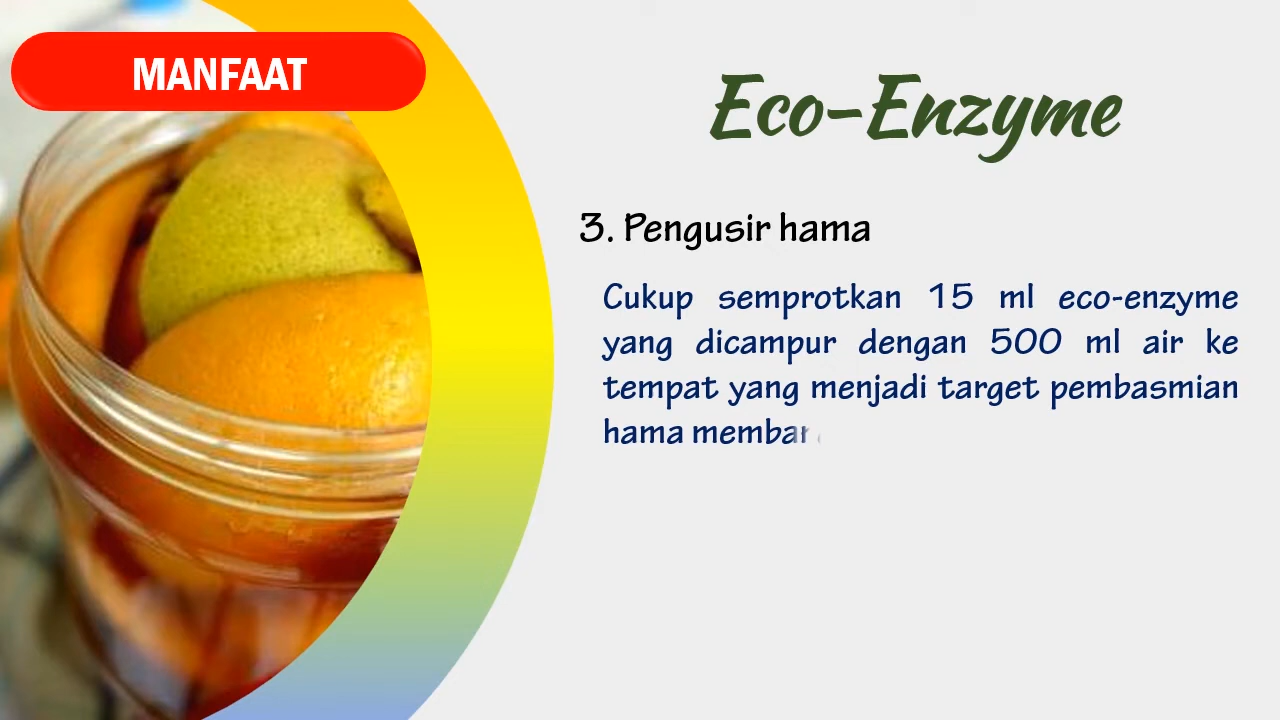 MANFAAT
Eco-Enzyme
3. Pengusir hama
Cukup semprotkan 15 ml eco-enzyme
yang dicampur dengan 500 ml air ke
tempat yang menjadi target pembasmian
hama